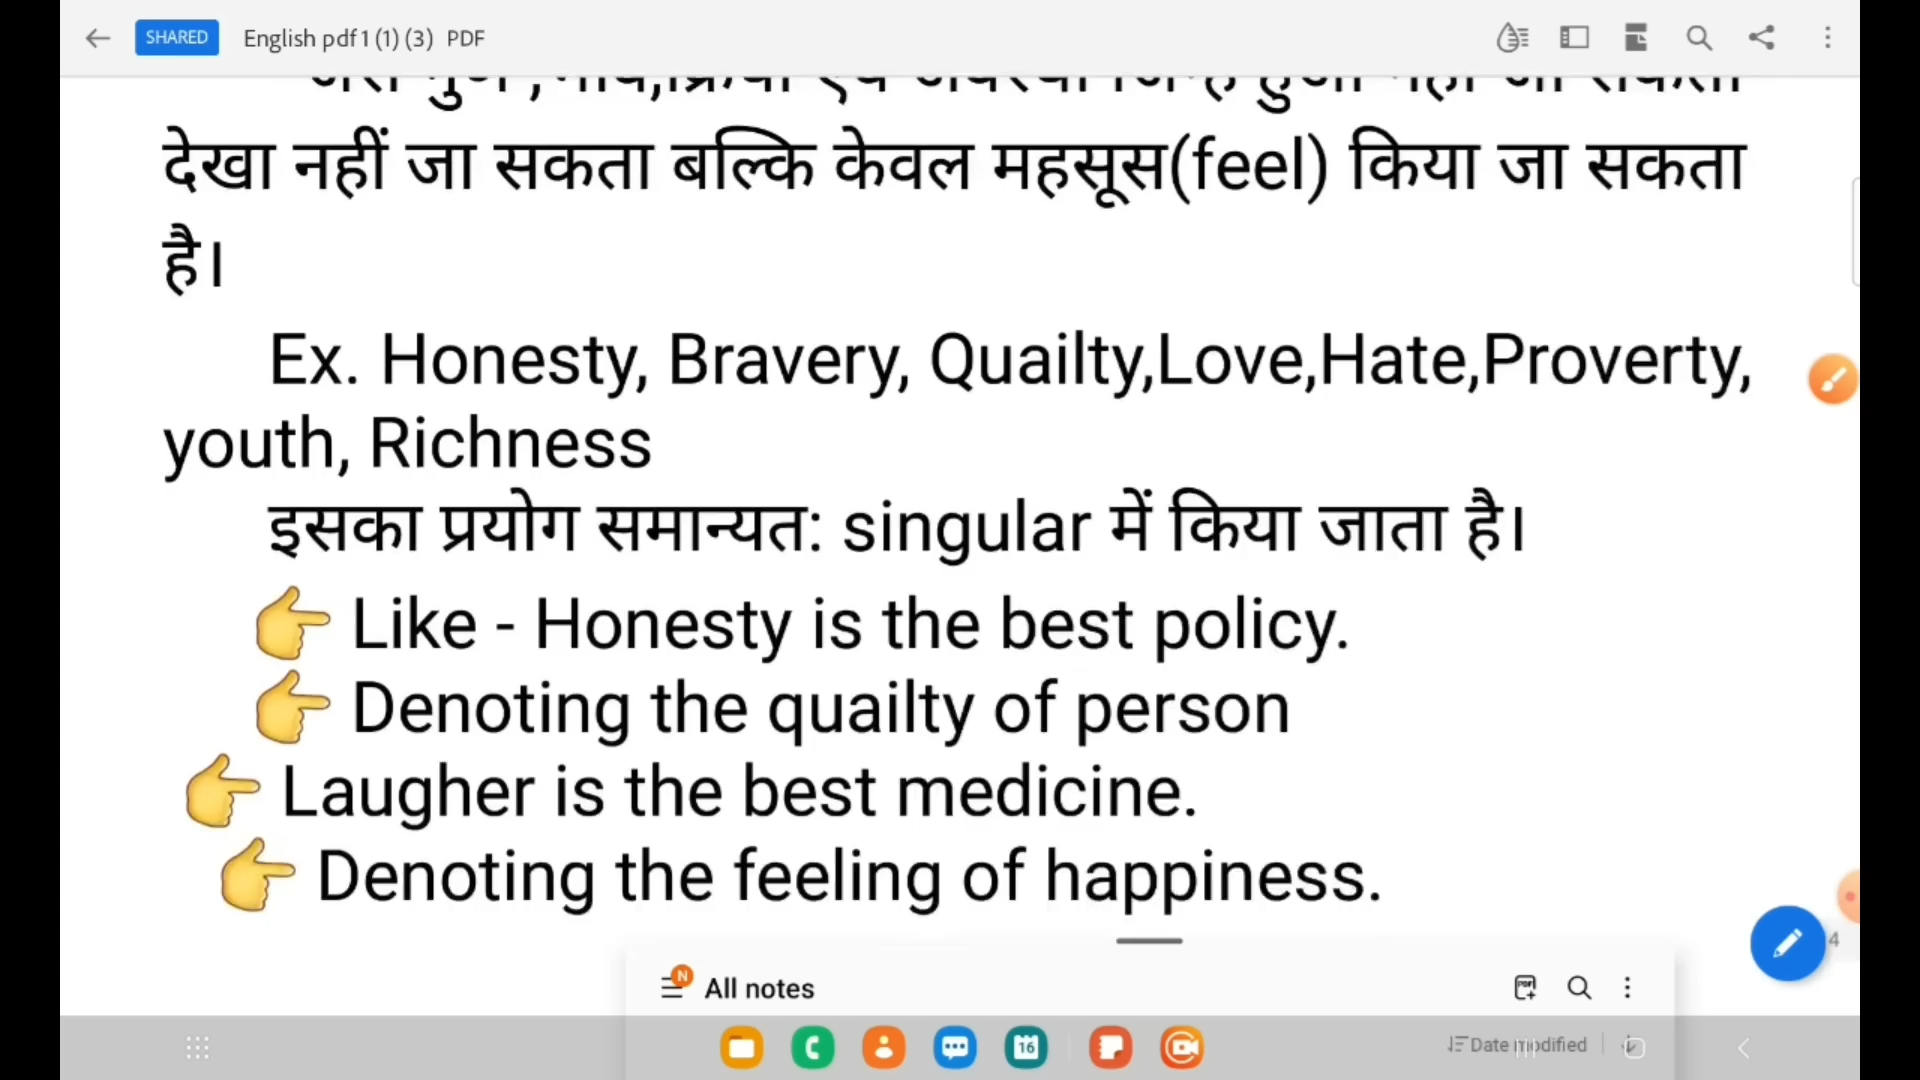 SHARED English pdf 1 (1) (3) PDF
देखा नहीं जा सकता बल्कि केवल महसूस(feel) किया जा सकता
है।
Ex. Honesty, Bravery, Quailty,Love,Hate,Proverty,
youth, Richness
इसका प्रयोग समान्यत: singular में किया जाता है।
👉 Like - Honesty is the best policy.
👉 Denoting the quailty of person
👉 Laugher is the best medicine.
👉 Denoting the feeling of happiness.
4
N All notes
16 Date modified